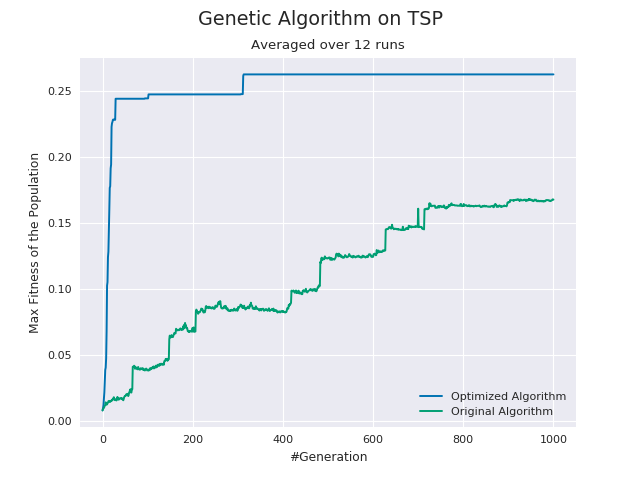 Genetic Algorithm on TSP
Averaged over 12 runs
Max Fitness of the Population
0.25
0.20
0.15
0.10
0.05
0.00
0
200
400
600
800
1000
#Generation
Optimized Algorithm
Original Algorithm